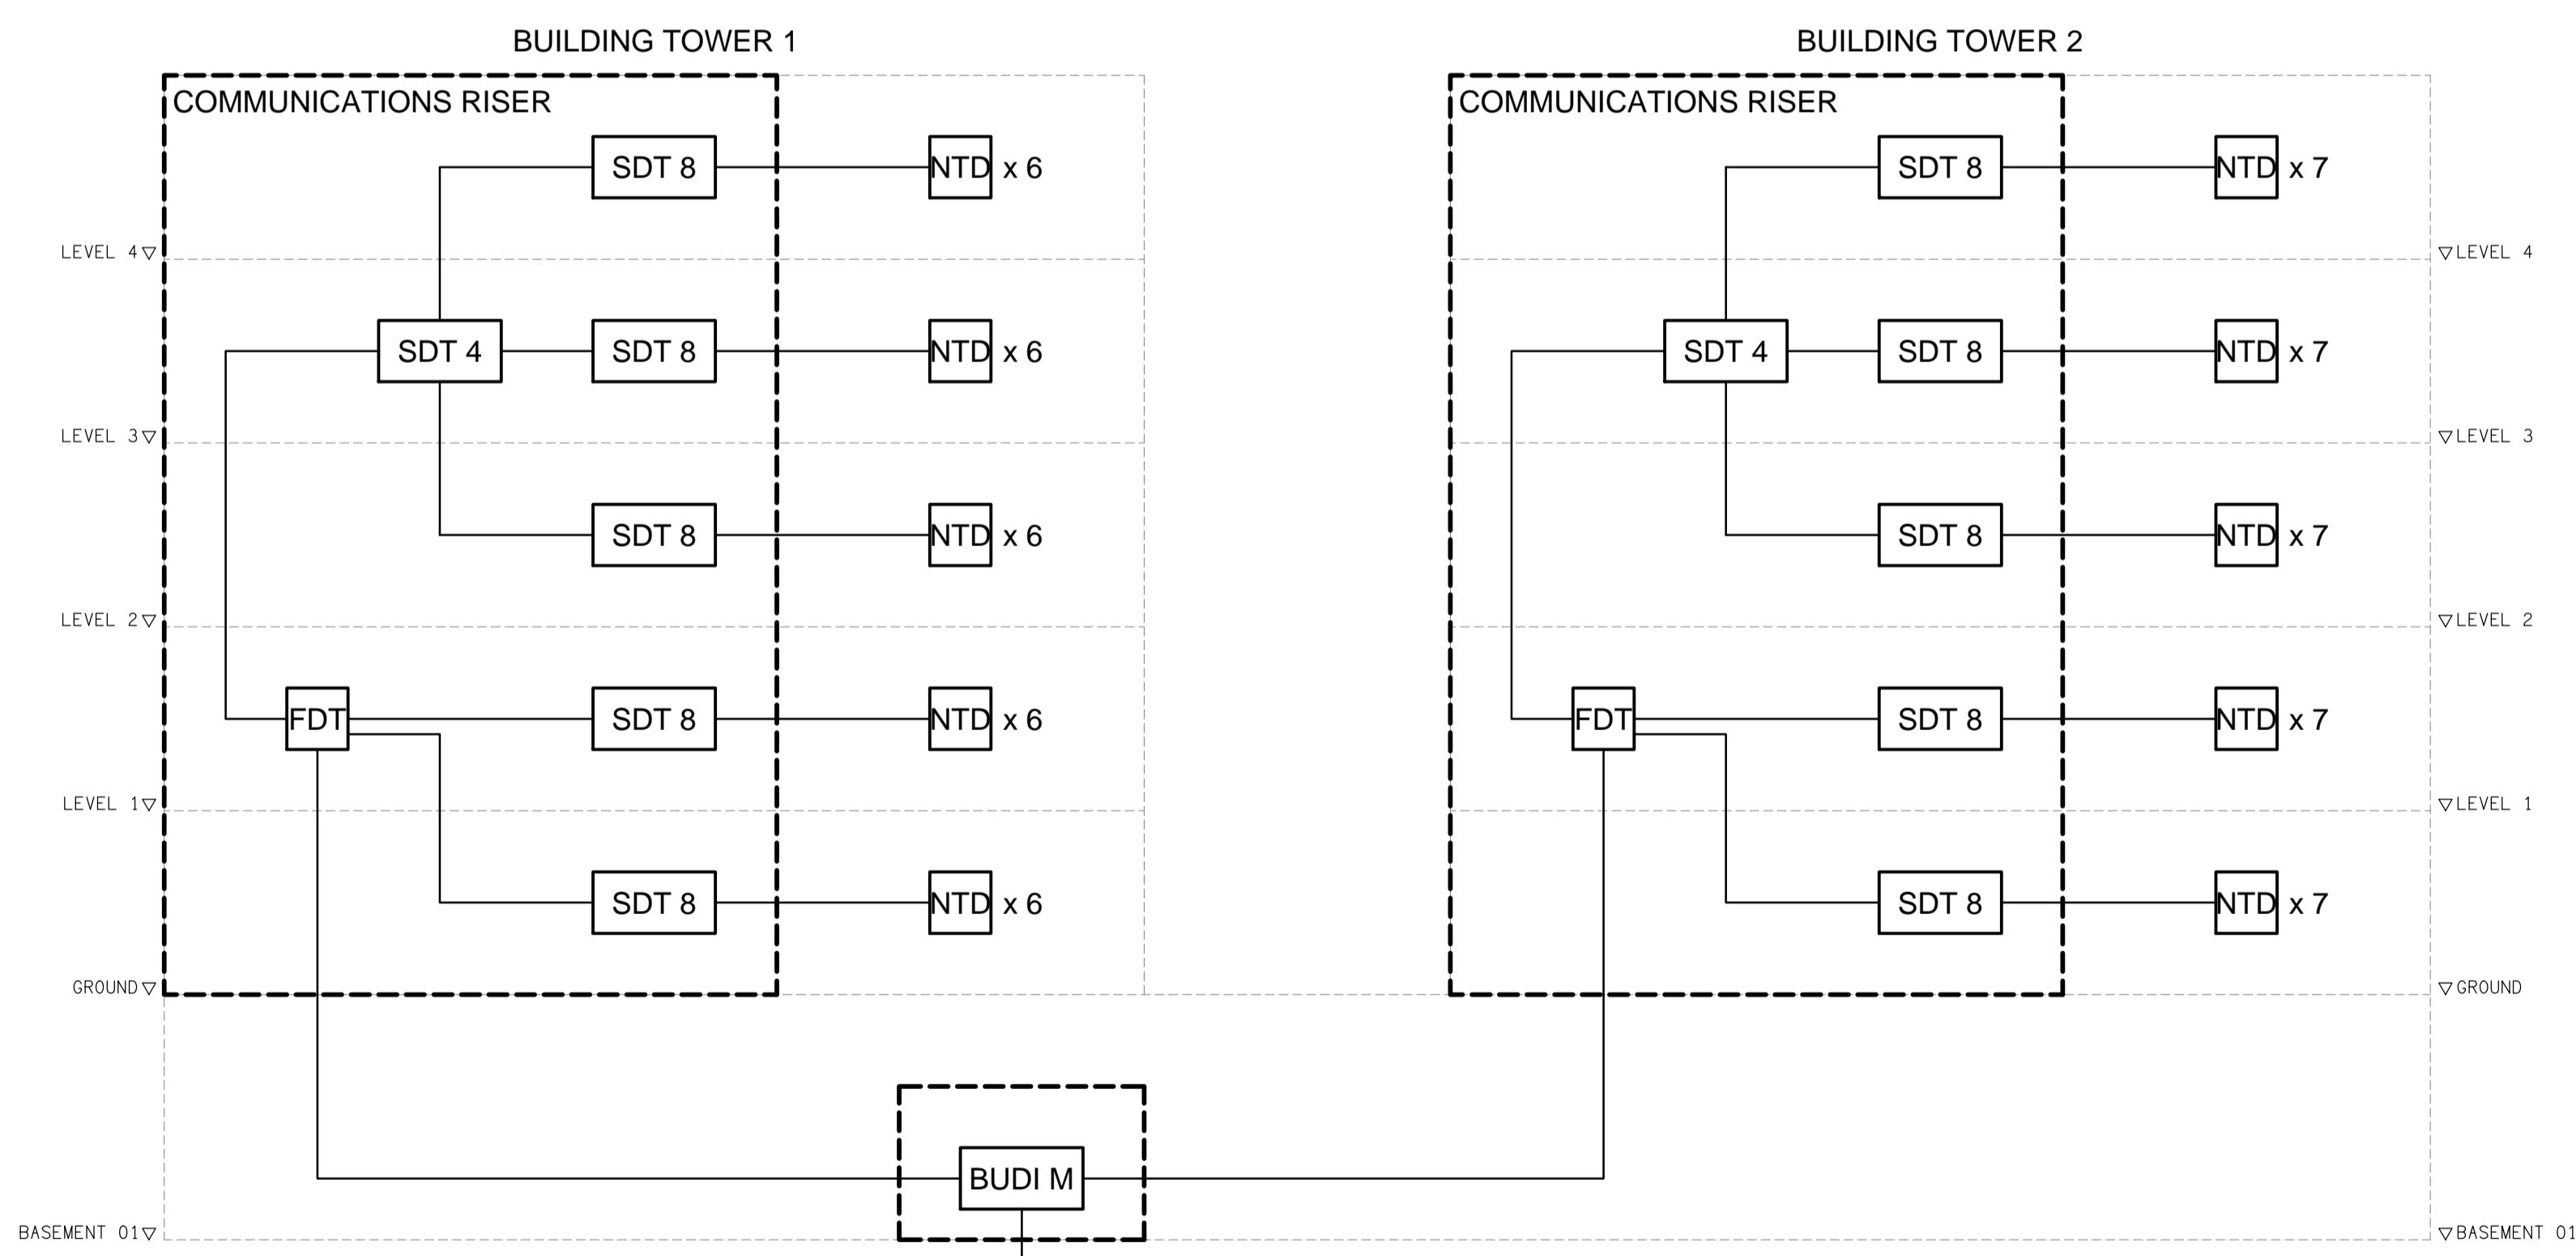 BUILDING TOWER 1
BUILDING TOWER 2
COMMUNICATIONS RISER
COMMUNICATIONS RISER
SDT 8
NTD x 6
SDT 8
NTD x 7
LEVEL 4
LEVEL 4
SDT 4
SDT 8
NTD x 6
SDT 4
SDT 8
NTD x 7
LEVEL 3
LEVEL 3
SDT 8
NTD x 6
SDT 8
NTD x 7
LEVEL 2
LEVEL 2
FDT
SDT 8
NTD x 6
FDT
SDT 8
NTD x 7
LEVEL 1
LEVEL 1
SDT 8
NTD x 6
SDT 8
NTD x 7
GROUND
GROUND
BUDI M
BASEMENT 01
BASEMENT 01